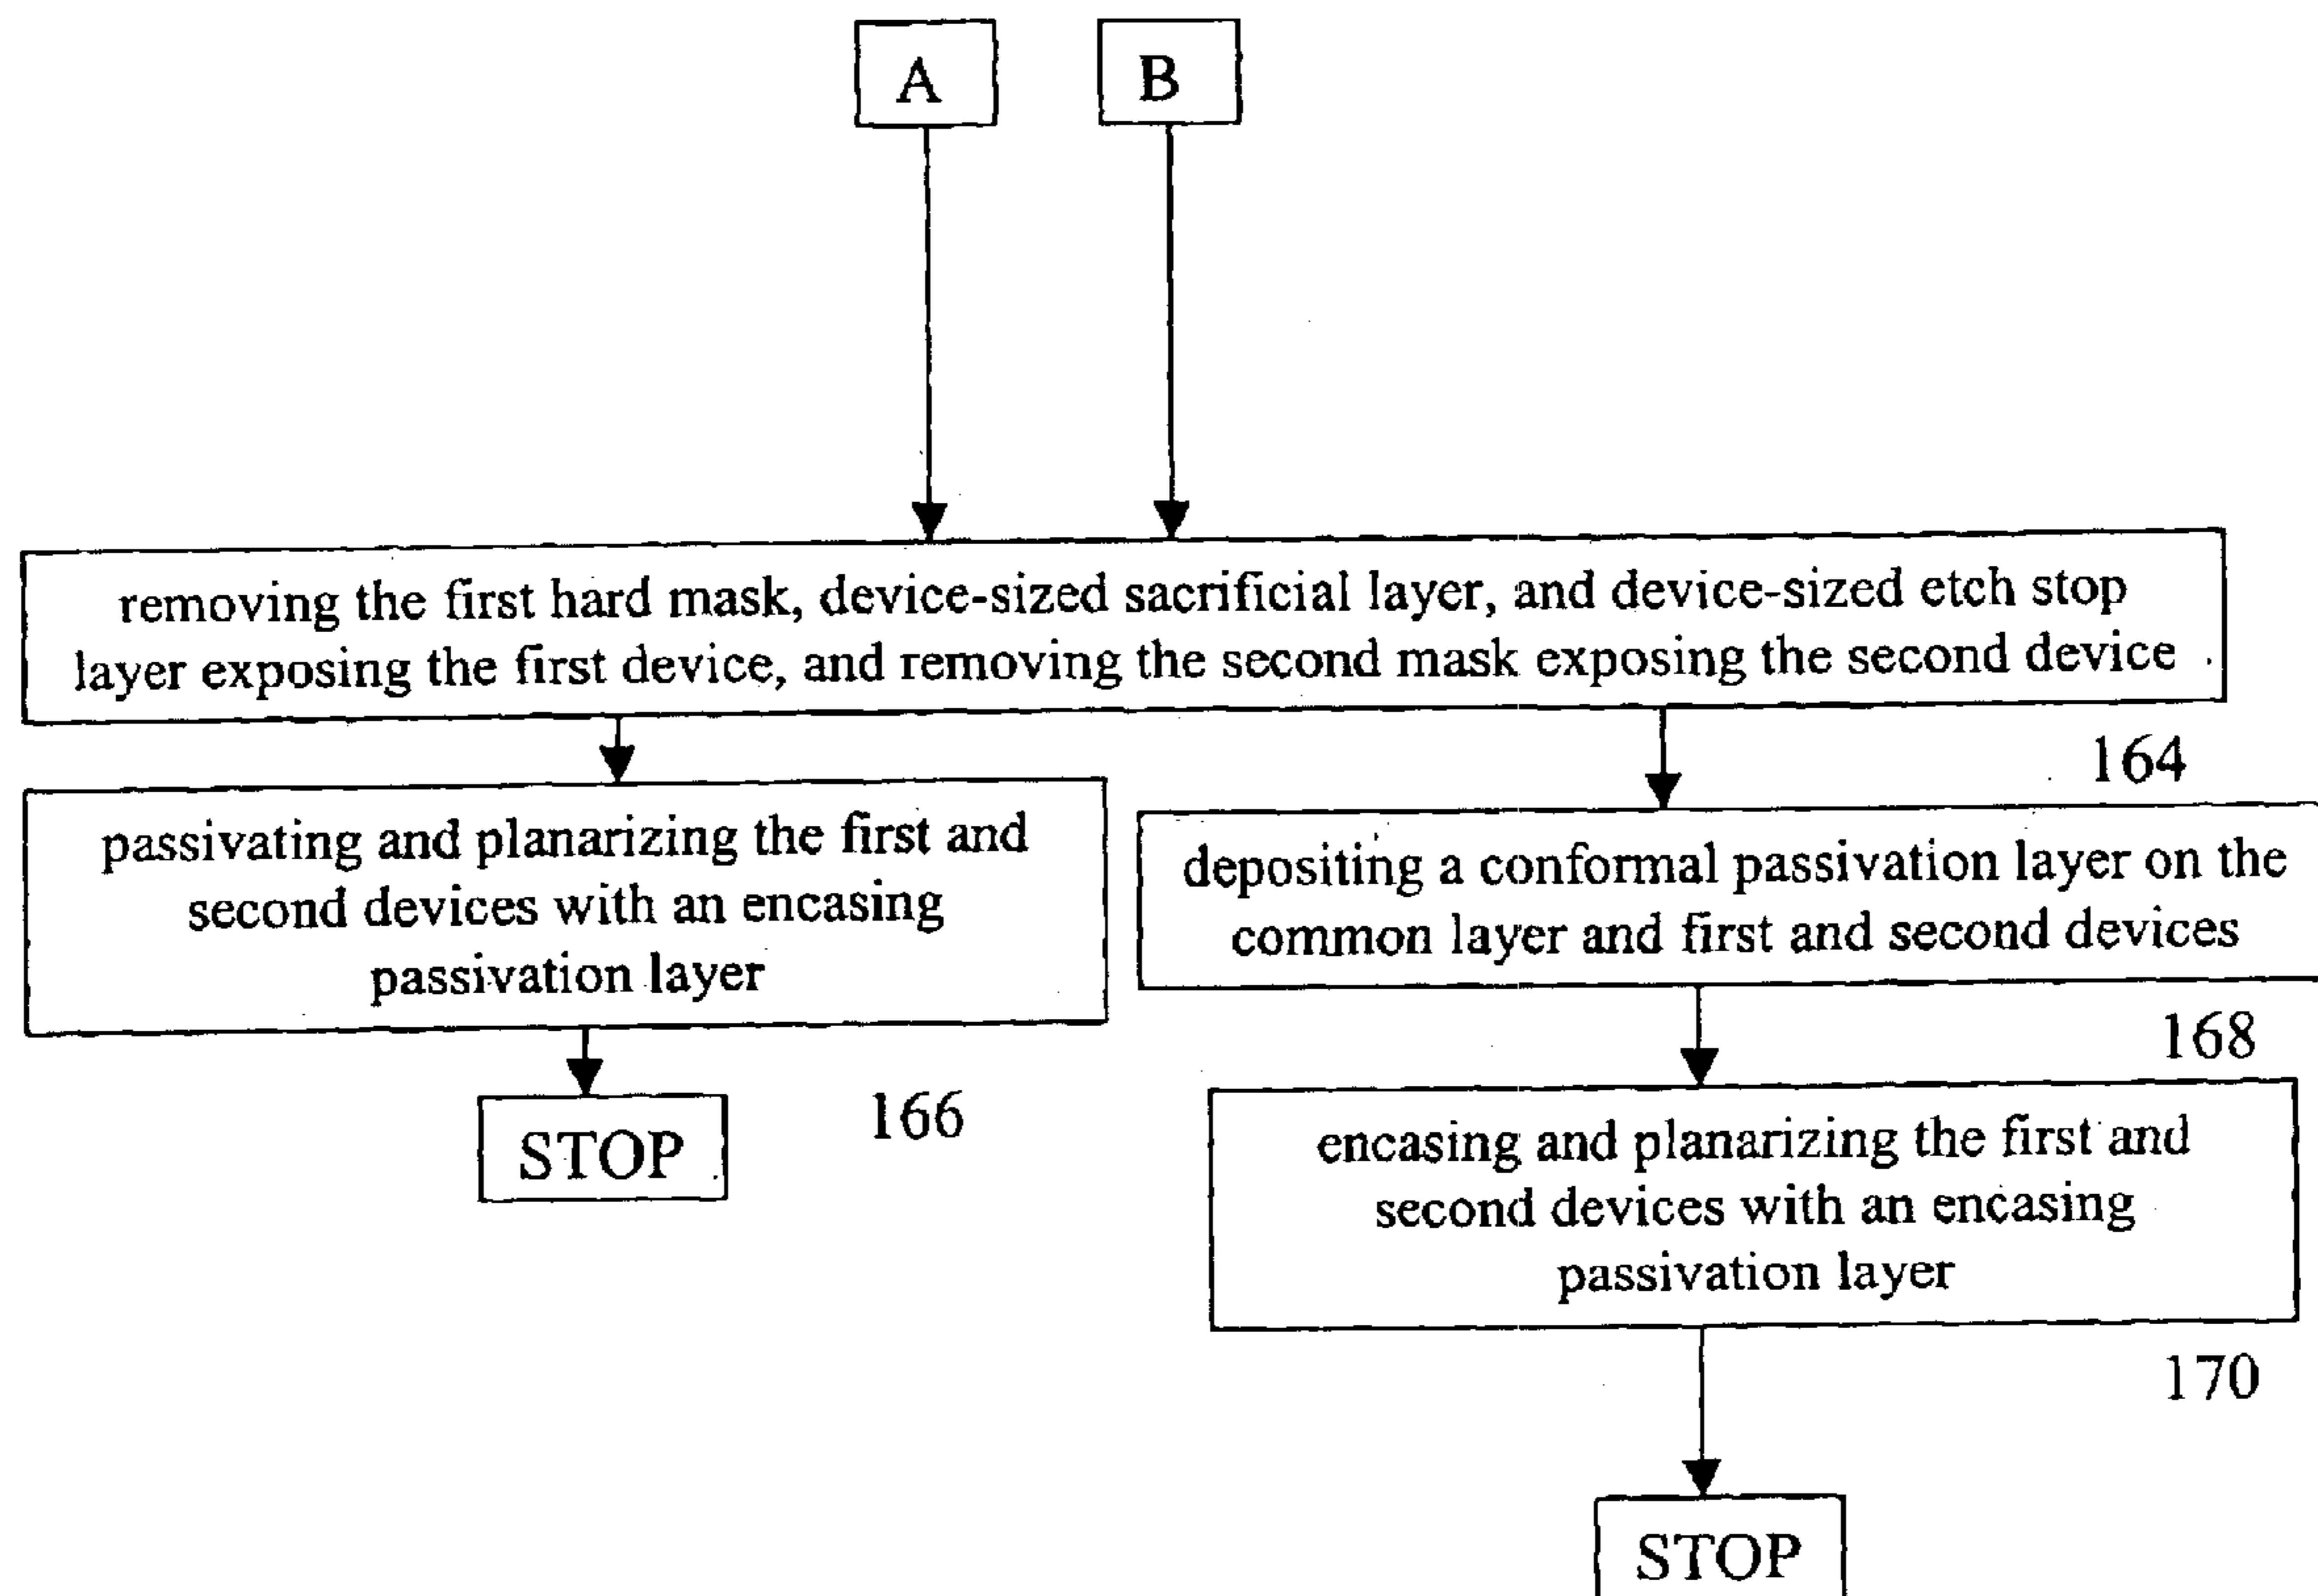 A
B
removing the first hard mask, device-sized sacrificial layer, and device-sized etch stop
layer exposing the first device, and removing the second mask exposing the second device
164
passivating and planarizing the first and
second devices with an encasing
passivation layer
166
STOP
depositing a conformal passivation layer on the
common layer and first and second devices
168
encasing and planarizing the first and
second devices with an encasing
passivation layer
170
STOP